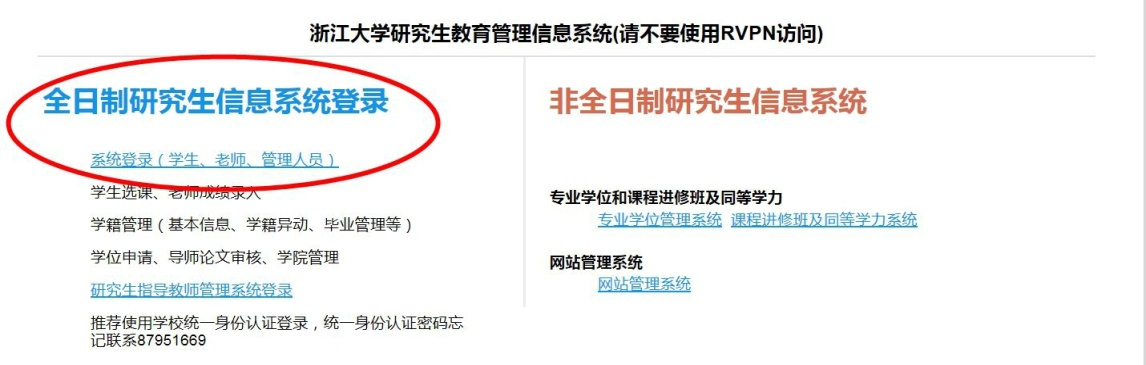 浙江大学研究生教育管理信息系统(请不要使用RVPN访问)
全日制研究生信息系统登录
系统登录（学生、老师、管理人员）
学生选课、老师成绩录入
学籍管理（基本信息、学籍异动、毕业管理等）
学位申请、导师论文审核、学院管理
研究生指导教师管理系统登录
推荐使用学校统一身份认证登录，统一身份认证密码忘
记联系87951669
非全日制研究生信息系统
专业学位和课程进修班及同等学力
专业学位管理系统 课程进修班及同等学力系统
网站管理系统
网站管理系统